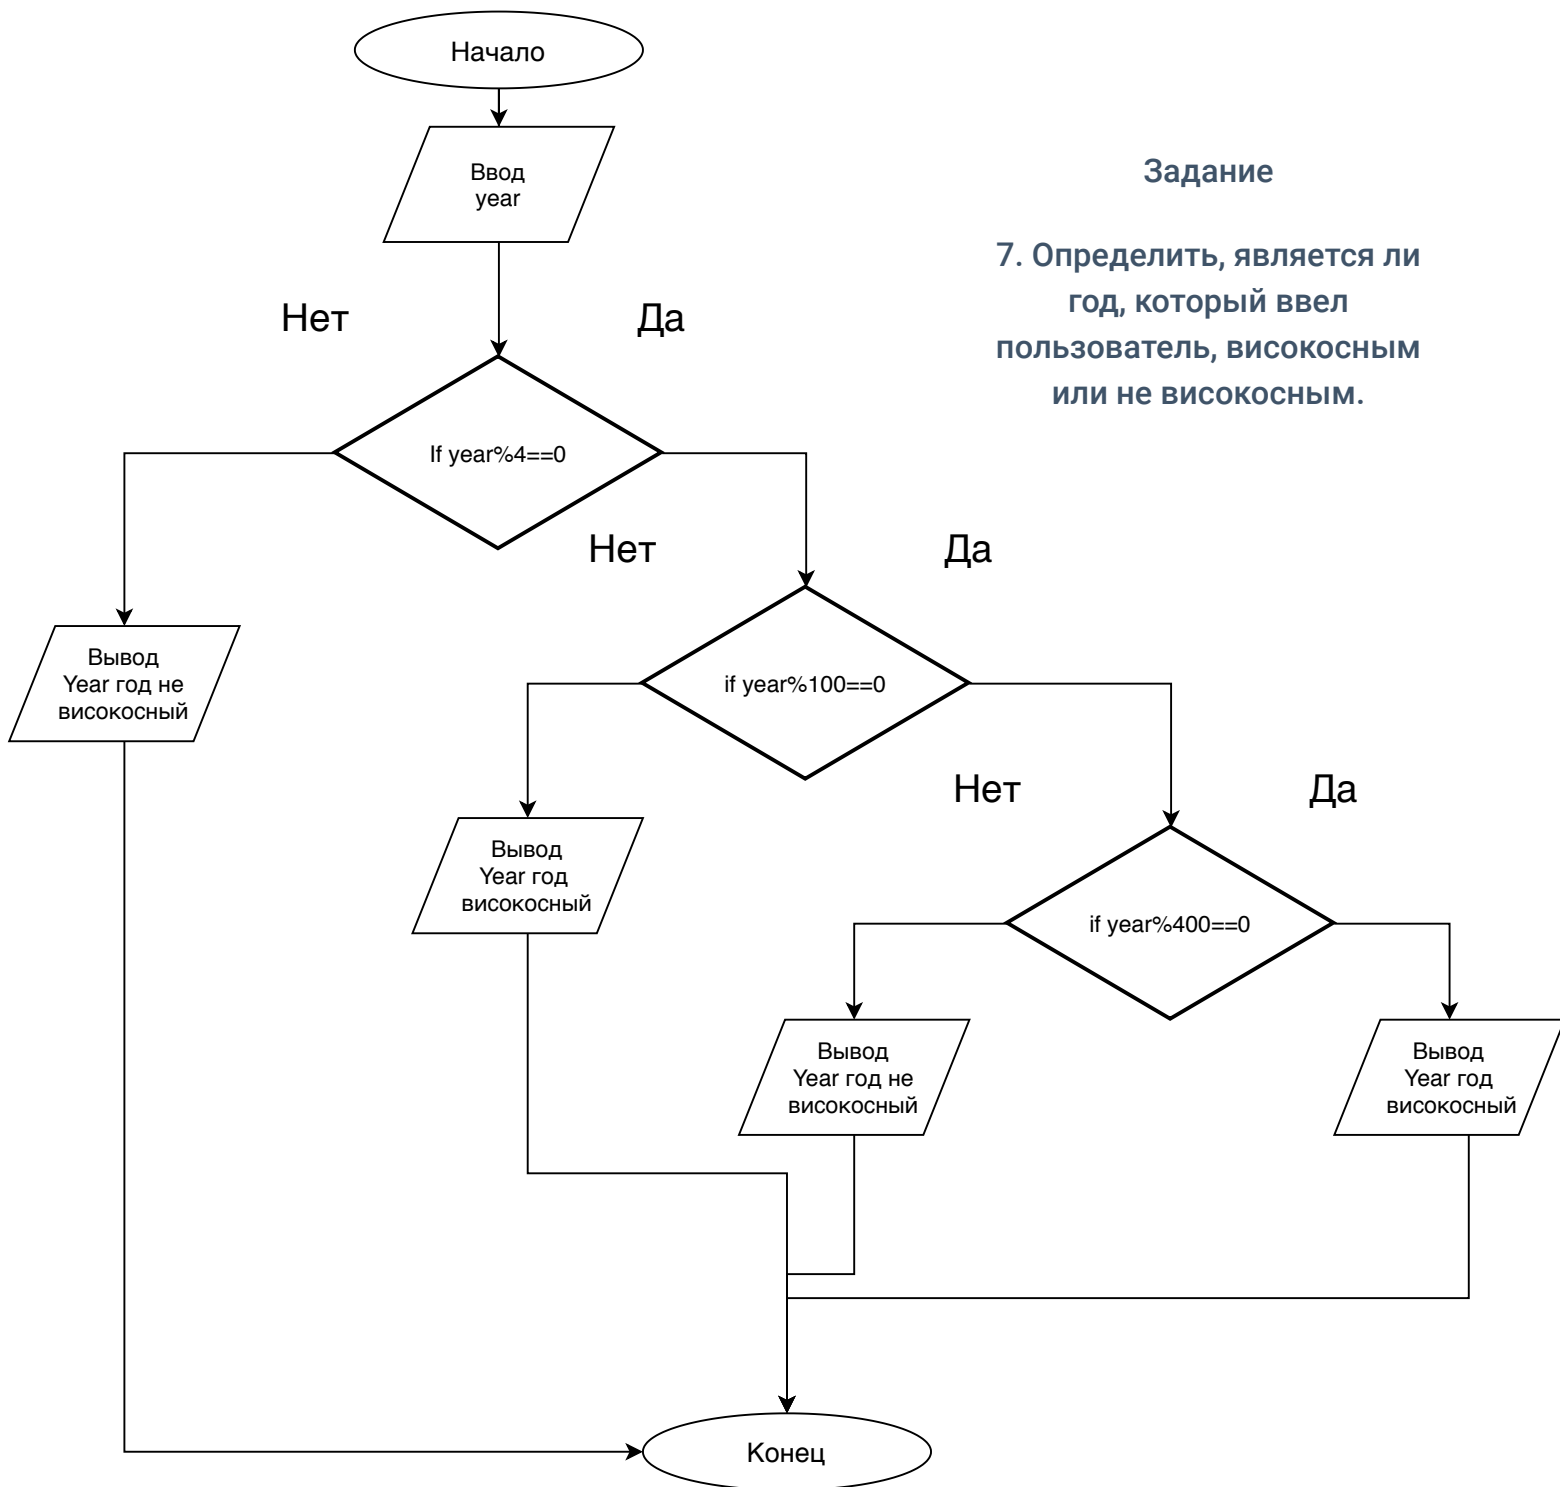 Начало
Ввод
year
Задание
7. Определить, является ли
год, который ввел
пользователь, високосным
или не високосным.
Нет
Да
If year%4==0
Нет
Да
Вывод
Year год не
високосный
if year%100==0
Нет
Да
Вывод
Year год
високосный
if year%400==0
Вывод
Year год не
високосный
Вывод
Year год
високосный
Конец